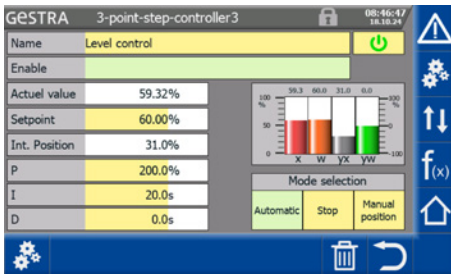 GESTRA 3-point-step-controller3 08:46:47
18.10.24
Name Level control
Enable
Actuel value 59.32%
Setpoint 60.00%
Int. Position 31.0%
P 200.0%
I 20.0s
D 0.0s
59.3 60.0 31.0 0.0
100 100
% %
50 0
0 -100
X W yx yw
Mode selection
Automatic Stop Manual
position
f(x)